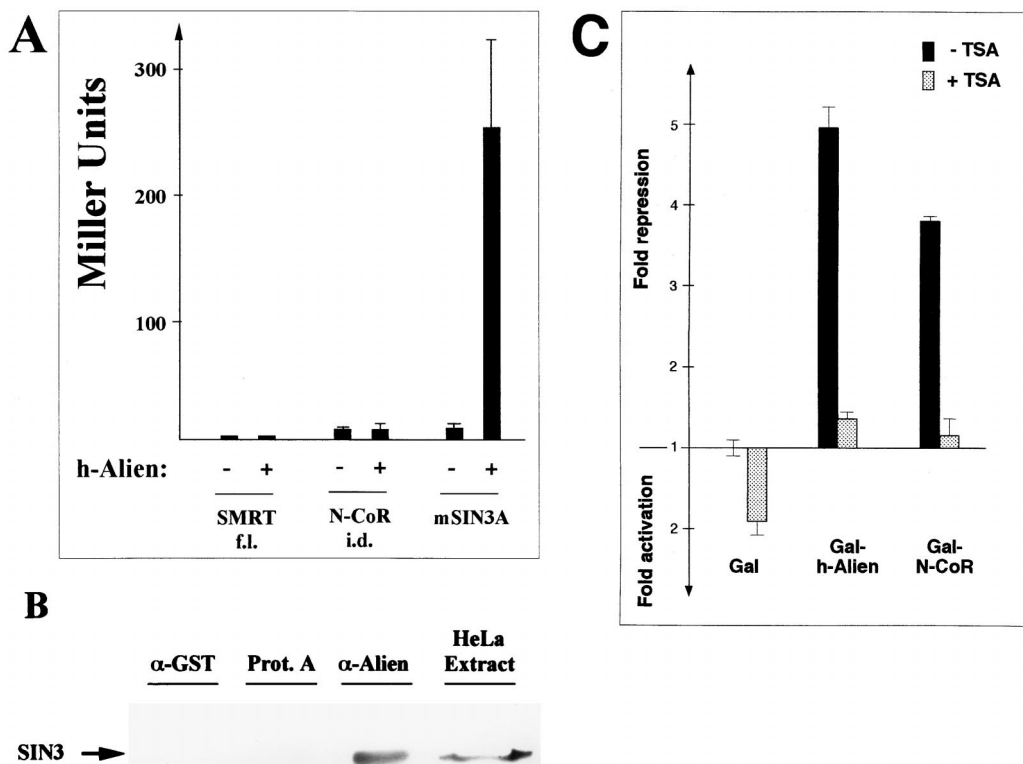 A
Miller Units
300
200
100
h-Alien: - + - + - +
SMRT f.l.
N-CoR i.d.
mSIN3A
B
α-GST Prot. A α-Alien HeLa Extract
SIN3
C
- TSA
+ TSA
Fold repression
Fold activation
5
4
3
2
1
2
Gal
Gal-h-Alien
Gal-N-CoR